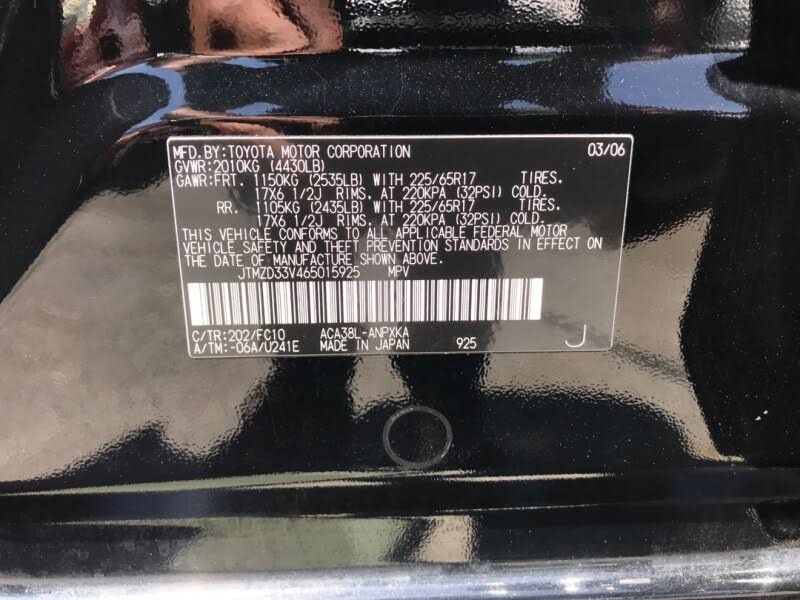 MFD.BY:TOYOTA MOTOR CORPORATION 03/06
GVWR:2010KG (4430LB)
GAWR:FRT. 1150KG (2535LB) WITH 225/65R17 TIRES.
17X6 1/2J RIMS. AT 220KPA (32PSI) COLD.
RR. 1105KG (2435LB) WITH 225/65R17 TIRES.
17X6 1/2J RIMS. AT 220KPA (32PSI) COLD.
THIS VEHICLE CONFORMS TO ALL APPLICABLE FEDERAL MOTOR
VEHICLE SAFETY AND THEFT PREVENTION STANDARDS IN EFFECT ON
THE DATE OF MANUFACTURE SHOWN ABOVE.
JTMZD33V465015925 MPV
C/TR:202/FC10 ACA38L-ANPXKA
A/TM:-06A/U241E MADE IN JAPAN 925 J